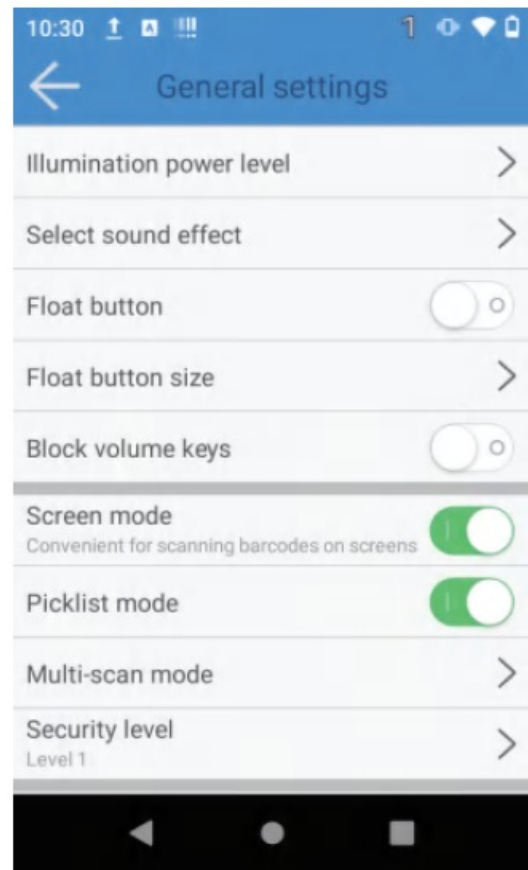 10:30
1
General settings
Illumination power level
Select sound effect
Float button
Float button size
Block volume keys
Screen mode
Convenient for scanning barcodes on screens
Picklist mode
Multi-scan mode
Security level
Level 1